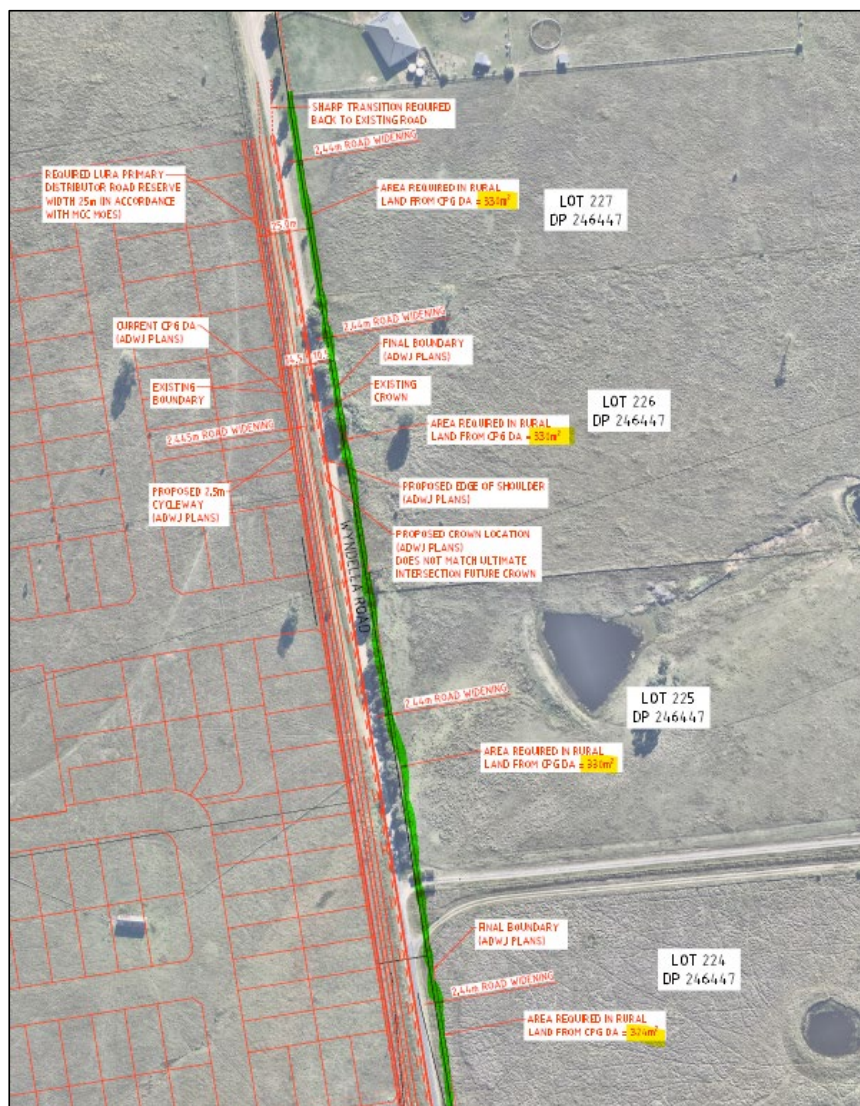 SHARP TRANSITION REQUIRED
BACK TO EXISTING ROAD
2.44m ROAD WIDENING
REQUIRED LURA PRIMARY
DISTRIBUTOR ROAD RESERVE
WIDTH 25m (IN ACCORDANCE
WITH MGC MOES)
AREA REQUIRED IN RURAL
LAND FROM CPG DA = 330m²
LOT 227
DP 246447
25.0m
2.44m ROAD WIDENING
CURRENT CPG DA
(ADWJ PLANS)
FINAL BOUNDARY
(ADWJ PLANS)
EXISTING
BOUNDARY
EXISTING
CROWN
LOT 226
DP 246447
2.445m ROAD WIDENING
AREA REQUIRED IN RURAL
LAND FROM CPG DA = 330m²
PROPOSED 2.5m
CYCLEWAY
(ADWJ PLANS)
PROPOSED EDGE OF SHOULDER
(ADWJ PLANS)
PROPOSED CROWN LOCATION
(ADWJ PLANS)
DOES NOT MATCH ULTIMATE
INTERSECTION FUTURE CROWN
WYNDELLA ROAD
2.44m ROAD WIDENING
LOT 225
DP 246447
AREA REQUIRED IN RURAL
LAND FROM CPG DA = 330m²
FINAL BOUNDARY
(ADWJ PLANS)
2.44m ROAD WIDENING
LOT 224
DP 246447
AREA REQUIRED IN RURAL
LAND FROM CPG DA = 324m²